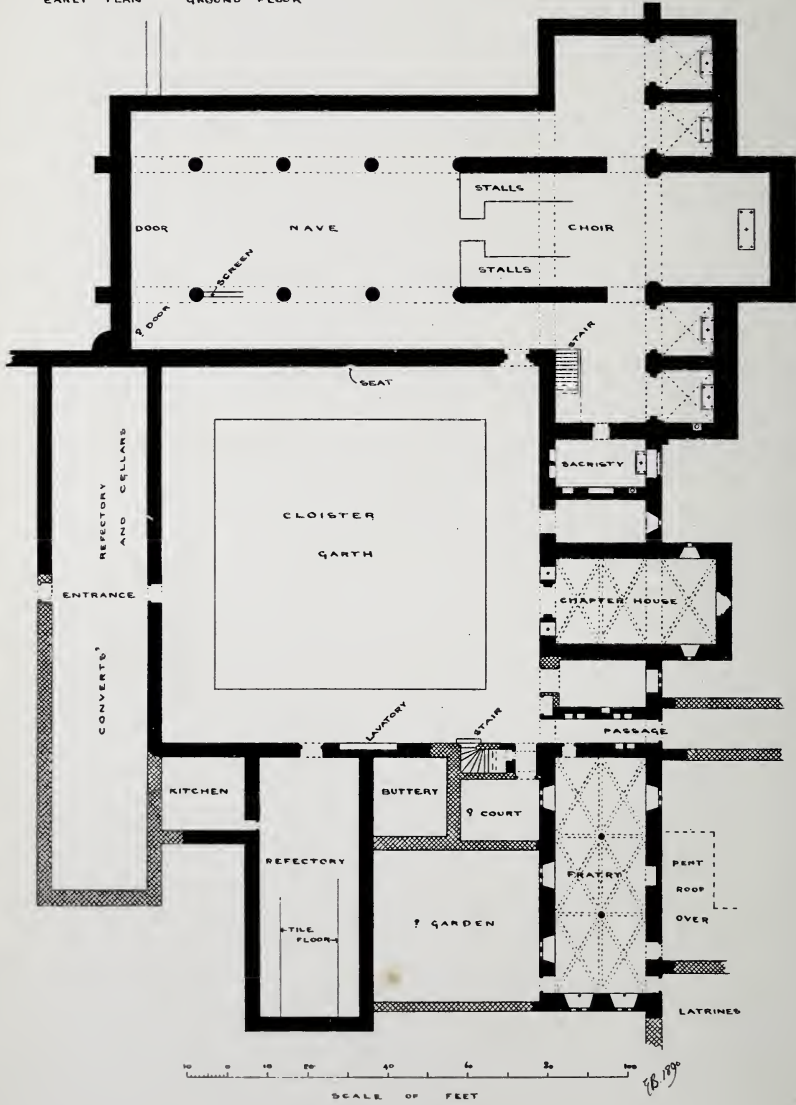 EARLY PLAN GROUND FLOOR
STALLS
DOOR
NAVE
CHOIR
SCREEN
STALLS
? DOOR
STAIR
SEAT
SACRISTY
REFECTORY
AND CELLARS
CLOISTER
GARTH
ENTRANCE
CHAPTER HOUSE
CONVERTS'
LAVATORY
STAIR
PASSAGE
KITCHEN
BUTTERY
? COURT
REFECTORY
FRATRY
PENT
ROOF
OVER
TILE
FLOOR
? GARDEN
LATRINES
10 0 10 20 40 60 80 100
SCALE OF FEET
EB. 1890